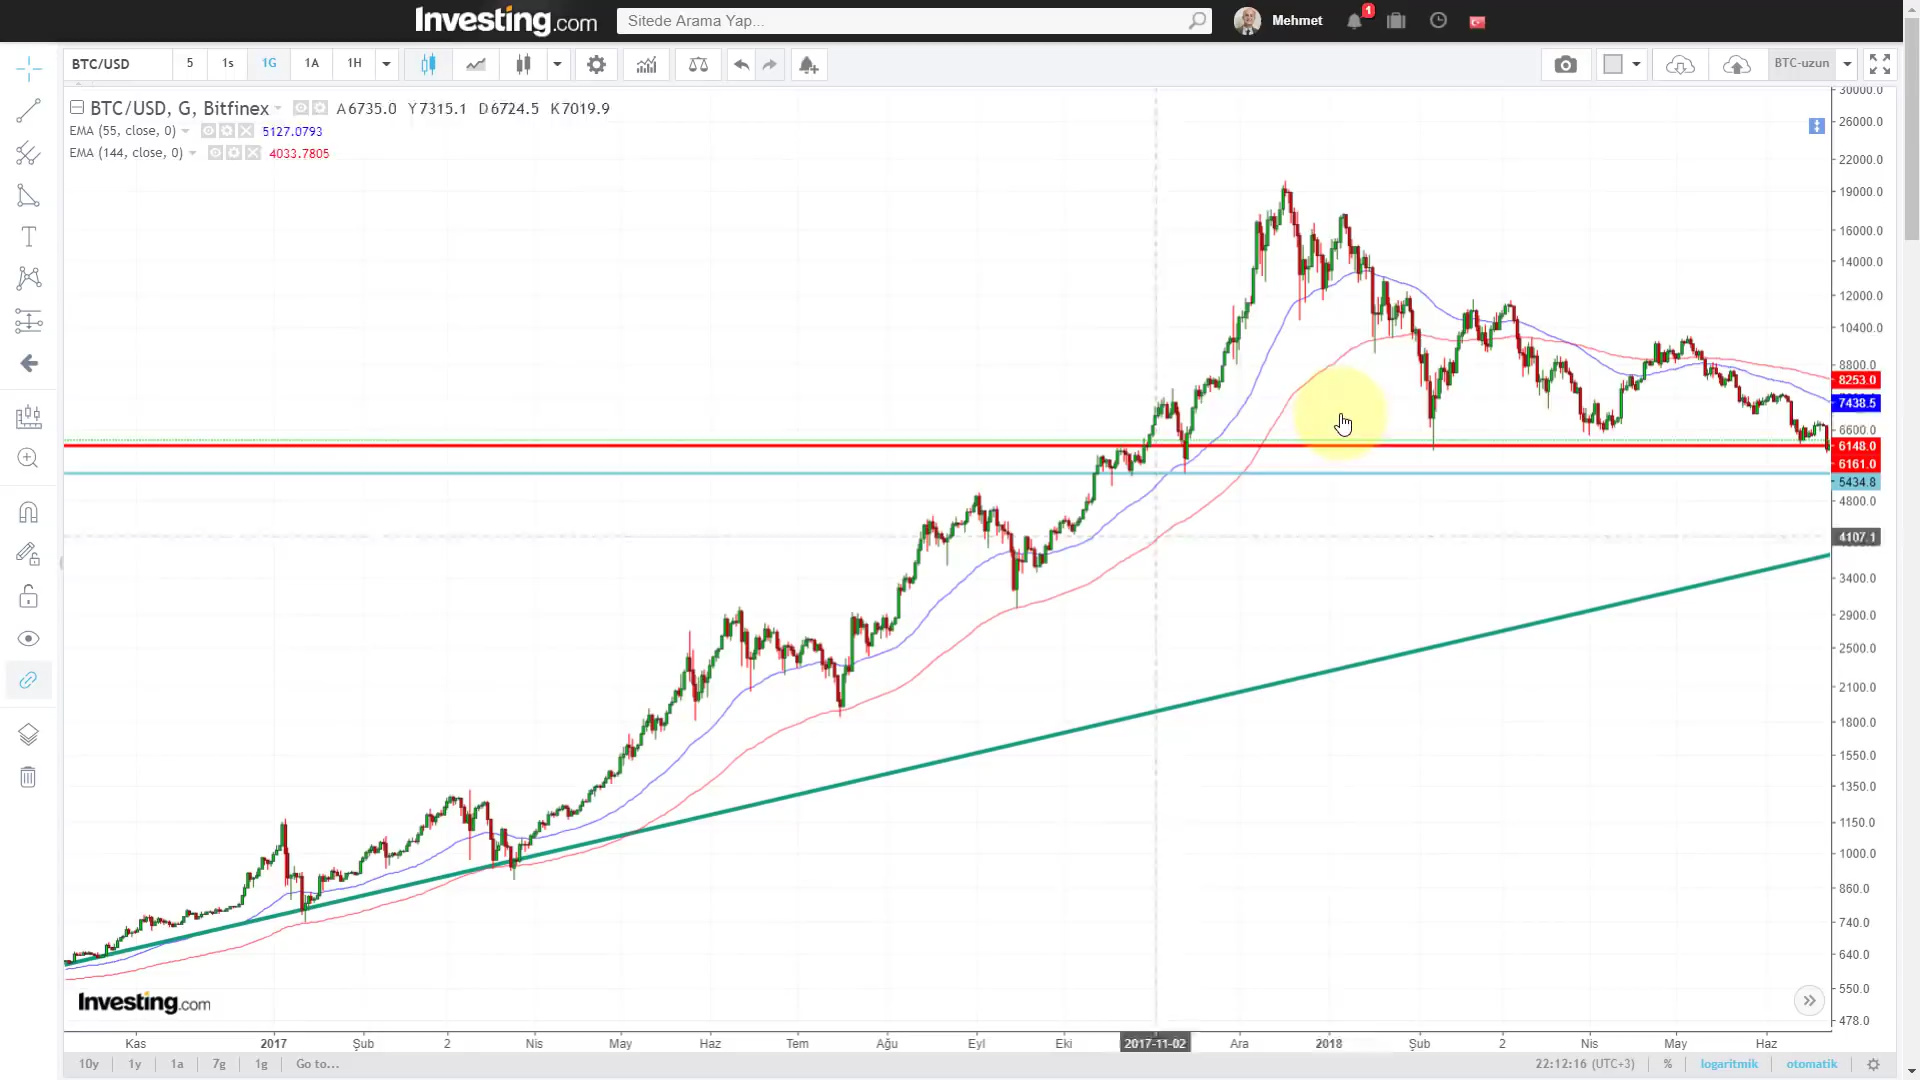 Investing.com
Sitede Arama Yap...
Mehmet
1
BTC/USD
5
1s
1G
1A
1H
BTC-uzun
BTC/USD, G, Bitfinex
A6735.0 Y7315.1 D6724.5 K7019.9
EMA (55, close, 0)
5127.0793
EMA (144, close, 0)
4033.7805
30000.0
26000.0
22000.0
19000.0
16000.0
14000.0
12000.0
10400.0
8800.0
8253.0
7438.5
6600.0
6148.0
6161.0
5434.8
4800.0
4107.1
3400.0
2900.0
2500.0
2100.0
1800.0
1550.0
1350.0
1150.0
1000.0
860.0
740.0
640.0
550.0
478.0
Investing.com
Kas 2017 Şub 2 Nis May Haz Tem Ağu Eyl Eki 2017-11-02 Ara 2018 Şub 2 Nis May Haz
10y 1y 1a 7g 1g Go to...
22:12:16 (UTC+3) % logaritmik otomatik